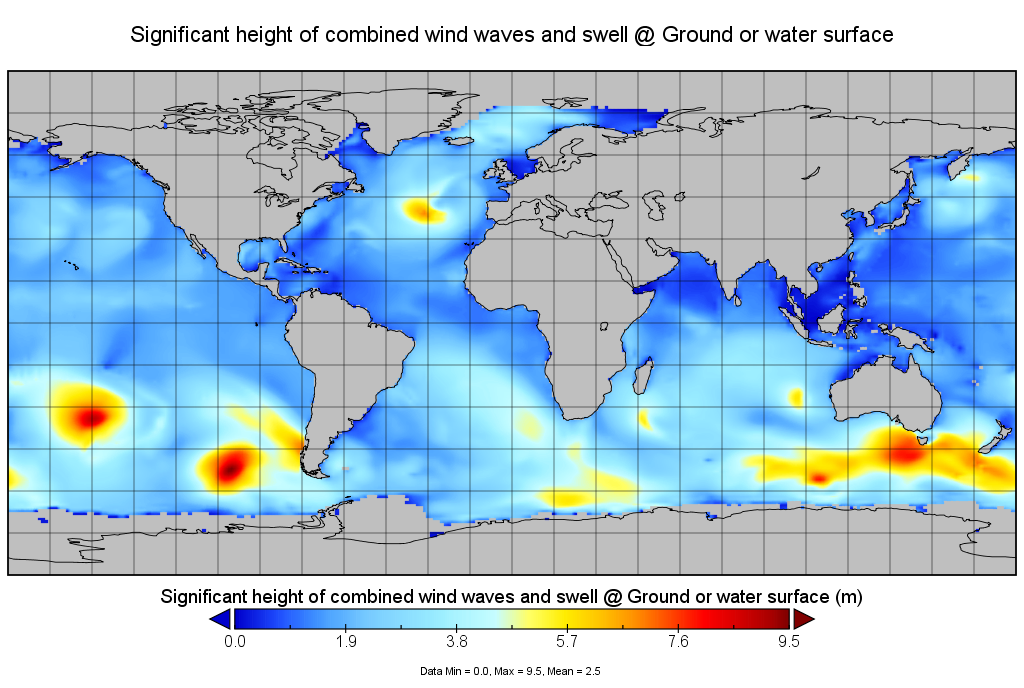 Significant height of combined wind waves and swell @ Ground or water surface
Significant height of combined wind waves and swell @ Ground or water surface (m)
0.0 1.9 3.8 5.7 7.6 9.5
Data Min = 0.0, Max = 9.5, Mean = 2.5